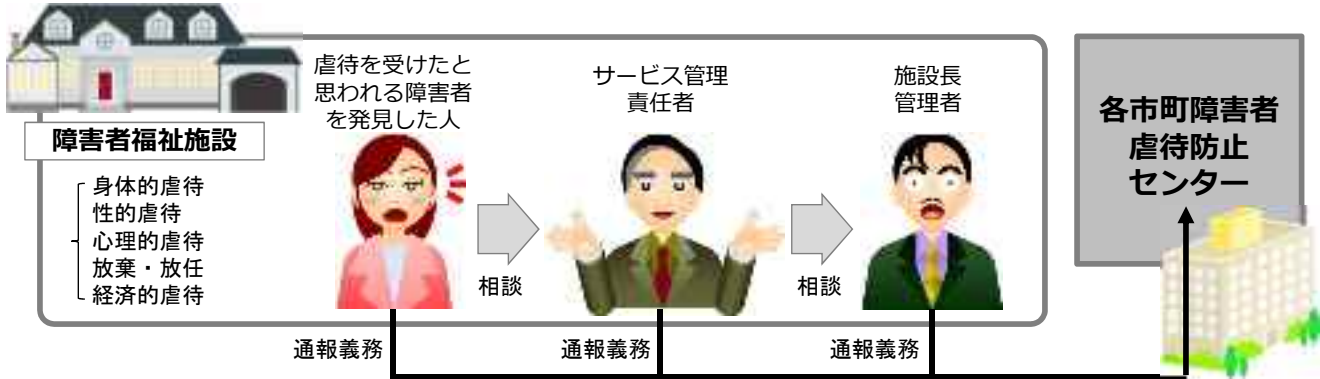 障害者福祉施設
身体的虐待
性的虐待
心理的虐待
放棄・放任
経済的虐待
虐待を受けたと
思われる障害者
を発見した人
相談
サービス管理
責任者
相談
施設長
管理者
通報義務
通報義務
通報義務
各市町障害者
虐待防止
センター